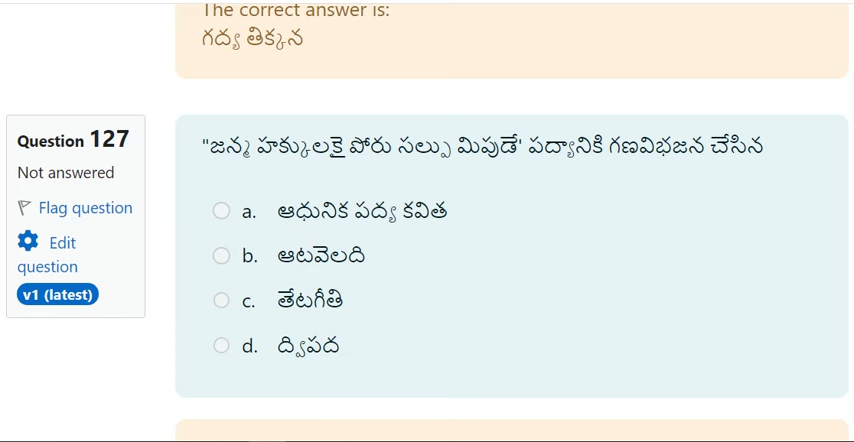 The correct answer is:
గద్య తిక్కన
Question 127
Not answered
Flag question
Edit
question
v1 (latest)
"జన్మ హక్కులకై పోరు సల్పు మిపుడే' పద్యానికి గణవిభజన చేసిన
a. ఆధునిక పద్య కవిత
b. ఆటవెలది
c. తేటగీతి
d. ద్విపద